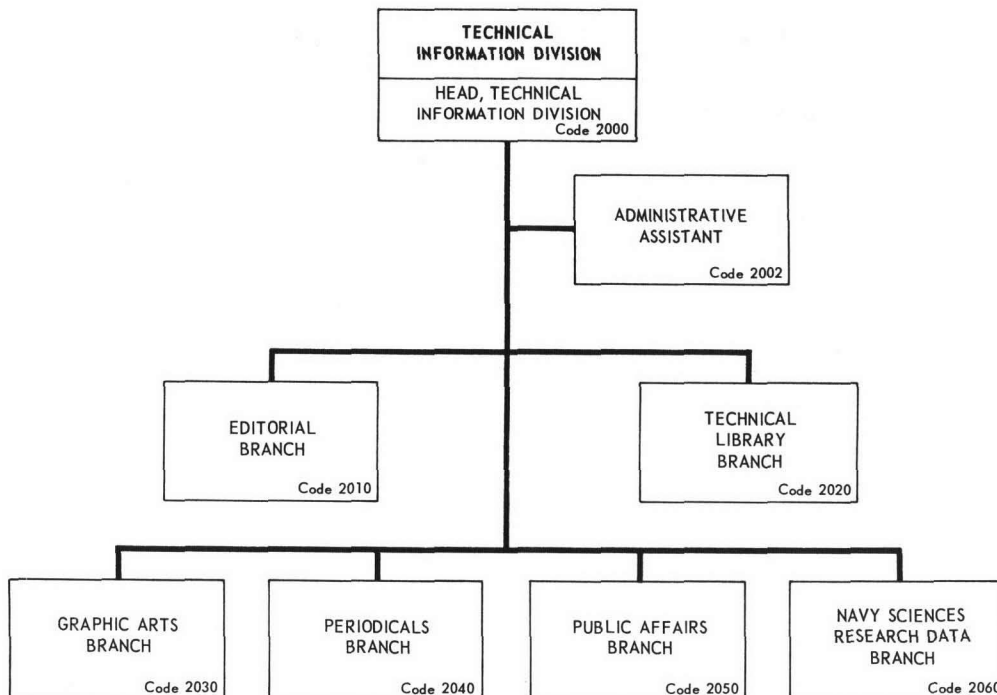 TECHNICAL
INFORMATION DIVISION
HEAD, TECHNICAL
INFORMATION DIVISION
Code 2000
ADMINISTRATIVE
ASSISTANT
Code 2002
EDITORIAL
BRANCH
Code 2010
TECHNICAL
LIBRARY
BRANCH
Code 2020
GRAPHIC ARTS
BRANCH
Code 2030
PERIODICALS
BRANCH
Code 2040
PUBLIC AFFAIRS
BRANCH
Code 2050
NAVY SCIENCES
RESEARCH DATA
BRANCH
Code 2060